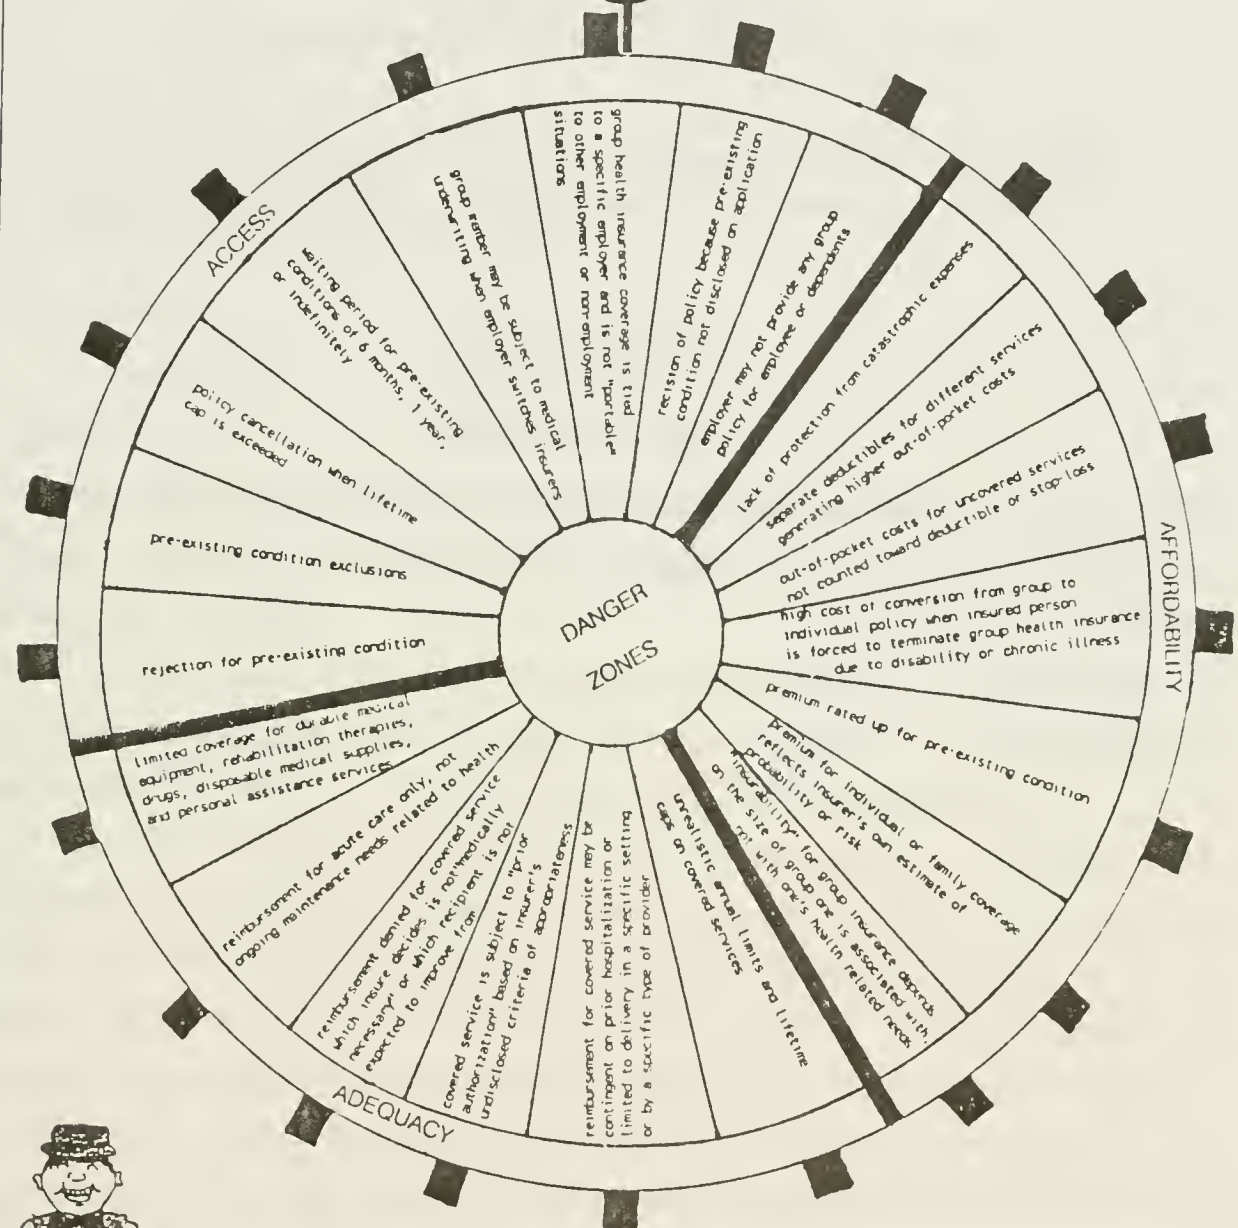 ACCESS
group health insurance coverage is tied
to a specific employer and is not "portable"
to other employment or non-employment
situations
recision of policy because pre-existing
condition not disclosed on application
employer may not provide any group
policy for employee or dependents
lack of protection from catastrophic expenses
separate deductibles for different services
generating higher out-of-pocket costs
out-of-pocket costs for uncovered services
not counted toward deductible or stop-loss
AFFORDABILITY
high cost of conversion from group to
individual policy when insured person
is forced to terminate group health insurance
due to disability or chronic illness
premium rated up for pre-existing condition
premium for individual or family coverage
reflects insurer's own estimate of
probability or risk
"insurability" for group insurance depends
on the size of group one is associated with,
not with one's health related needs
unrealistic annual limits and lifetime
caps on covered services
reimbursement for covered service may be
contingent on prior hospitalization or
limited to delivery in a specific setting
or by a specific type of provider
ADEQUACY
covered service is subject to "prior
authorization" based on insurer's
undisclosed criteria of appropriateness
reimbursement denied for covered service
which insure decides is not "medically
necessary" or which recipient is not
expected to improve from
reimbursement for acute care only, not
ongoing maintenance needs related to health
limited coverage for durable medical
equipment, rehabilitation therapies,
drugs, disposable medical supplies,
and personal assistance services
rejection for pre-existing condition
pre-existing condition exclusions
policy cancellation when lifetime
cap is exceeded
waiting period for pre-existing
conditions of 6 months, 1 year,
or indefinitely
group member may be subject to medical
underwriting when employer switches insurers
DANGER
ZONES